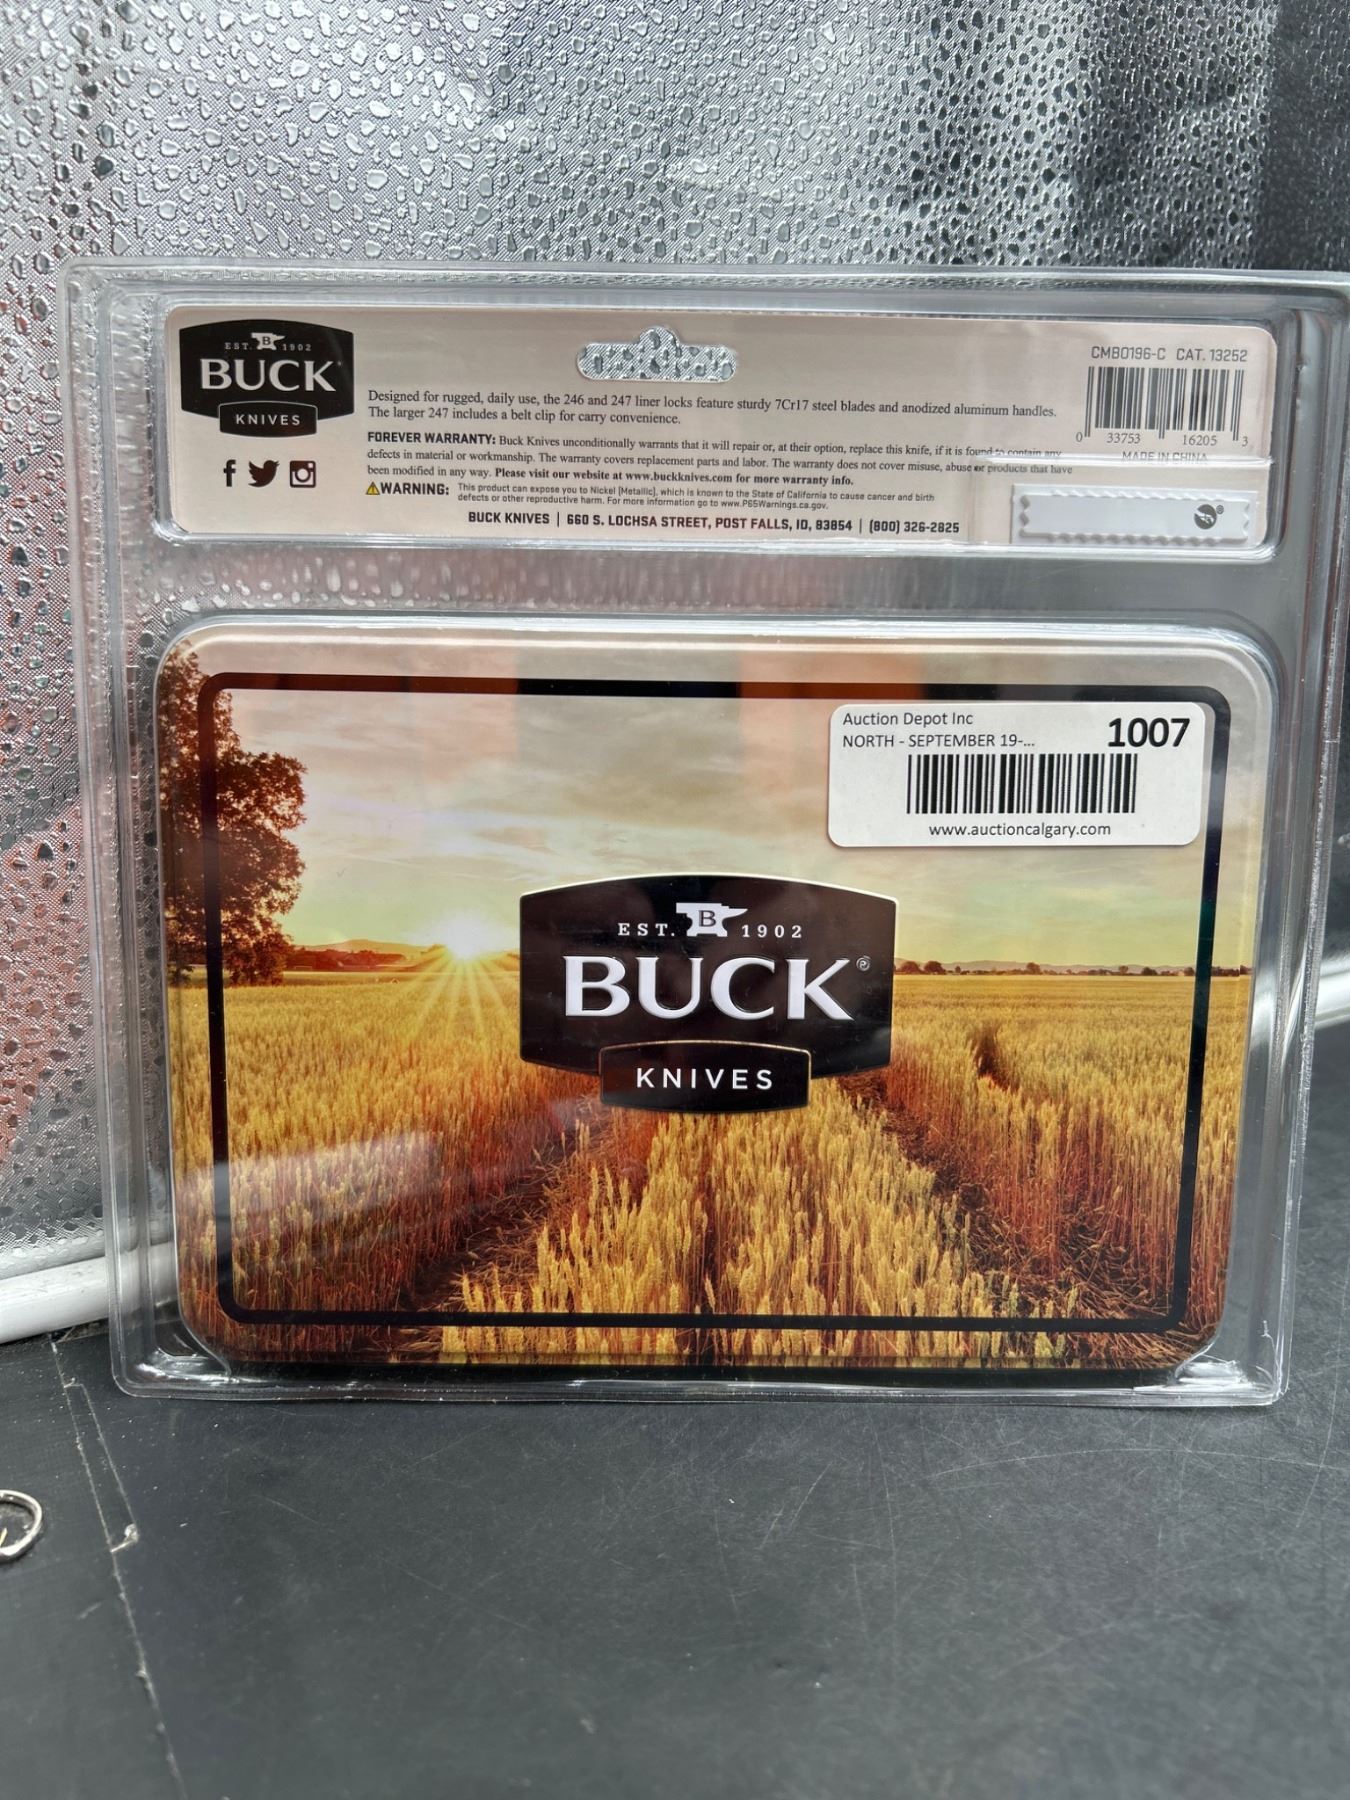 EST. B 1902
BUCK
KNIVES
Designed for rugged, daily use, the 246 and 247 liner locks feature sturdy 7Cr17 steel blades and anodized aluminum handles.
The larger 247 includes a belt clip for carry convenience.
FOREVER WARRANTY: Buck Knives unconditionally warrants that it will repair or, at their option, replace this knife, if it is found to contain any
defects in material or workmanship. The warranty covers replacement parts and labor. The warranty does not cover misuse, abuse or products that have
been modified in any way. Please visit our website at www.buckknives.com for more warranty info.
WARNING: This product can expose you to Nickel (Metallic), which is known to the State of California to cause cancer and birth
defects or other reproductive harm. For more information go to www.P65Warnings.ca.gov.
BUCK KNIVES | 660 S. LOCHSA STREET, POST FALLS, ID, 83854 | (800) 326-2825
CMB0196-C CAT. 13252
0 33753 16205 3
MADE IN CHINA
Auction Depot Inc
NORTH - SEPTEMBER 19-...
1007
www.auctioncalgary.com
EST. B 1902
BUCK®
KNIVES